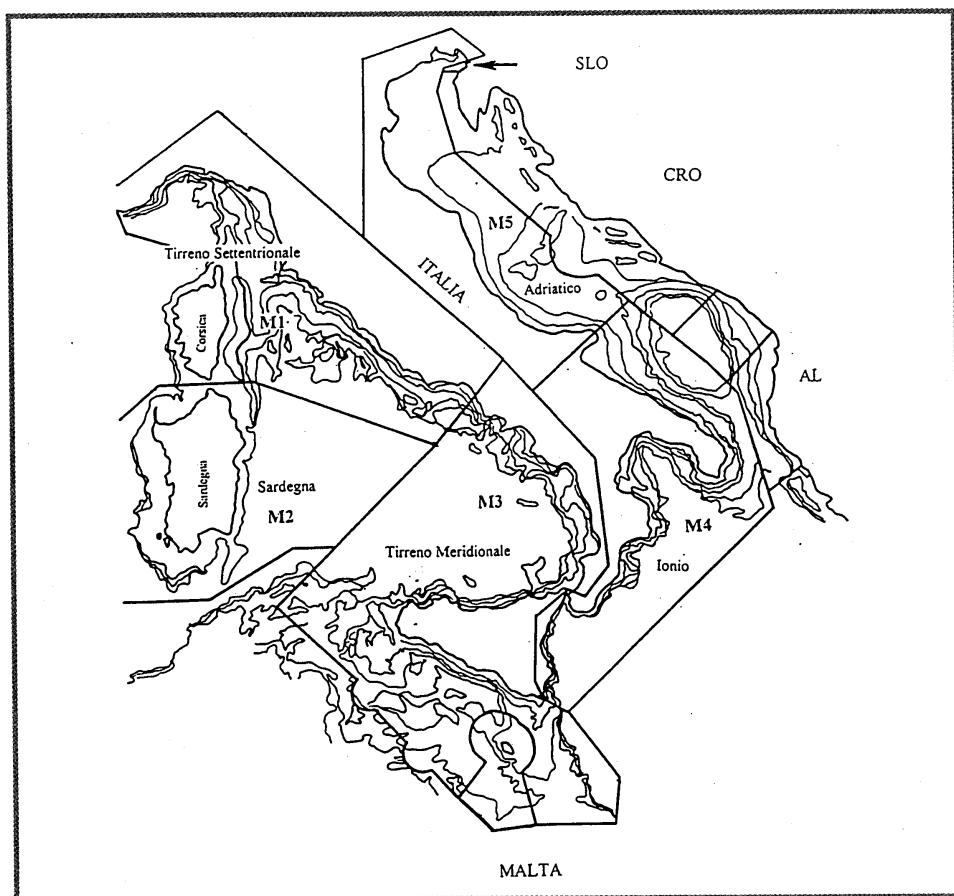 SLO
CRO
M5
Tirreno Settentrionale
ITALIA
Adriatico
Corsica
M1
AL
Sardegna
Sardegna
M2
M3
M4
Tirreno Meridionale
Ionio
MALTA